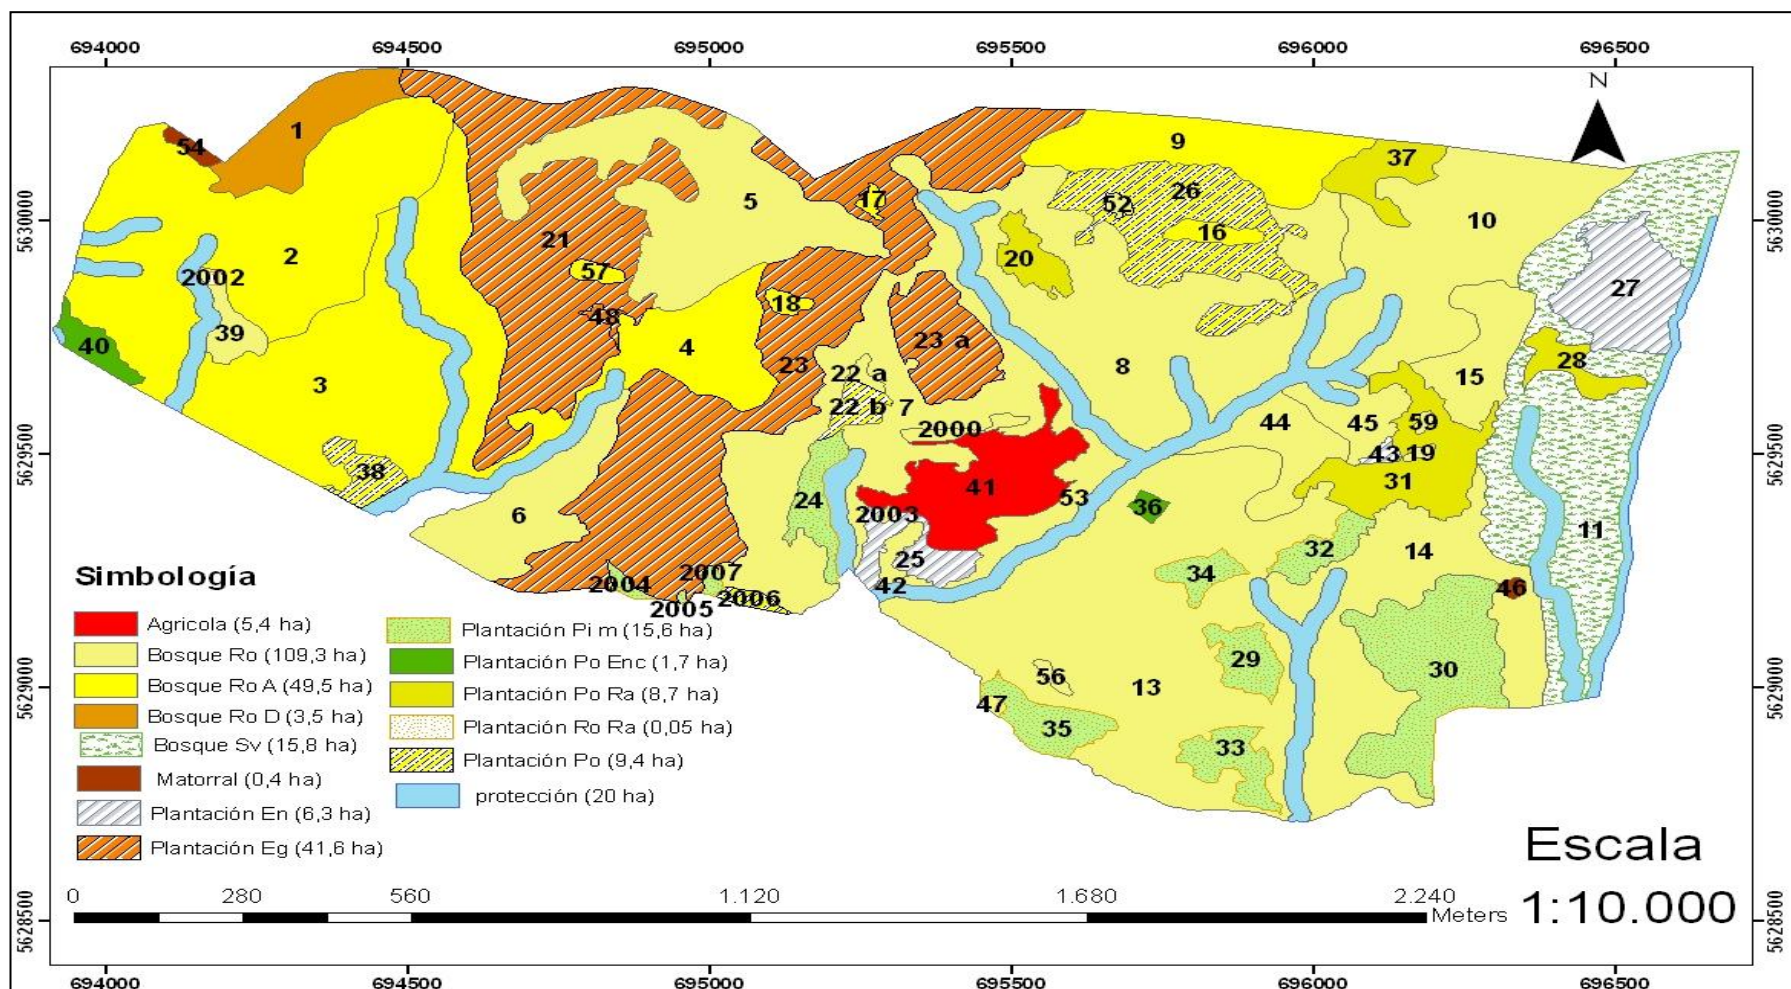 694000 694500 695000 695500 696000 696500
N
1
54
9
37
17
5
52
26
10
5630000
2
21
20
16
5630000
2002
57
27
18
48
39
40
4
23 a
3
23
22 a
8
28
15
22 b 7
2000
44
45
59
5629500
38
43 19
5629500
31
24
41
53
6
2003
36
11
25
32
14
2004
2007
42
34
46
2005
2006
29
30
56
13
5629000
47
5629000
35
33
Simbología
Agricola (5,4 ha)
Bosque Ro (109,3 ha)
Bosque Ro A (49,5 ha)
Bosque Ro D (3,5 ha)
Bosque Sv (15,8 ha)
Matorral (0,4 ha)
Plantación En (6,3 ha)
Plantación Eg (41,6 ha)
Plantación Pi m (15,6 ha)
Plantación Po Enc (1,7 ha)
Plantación Po Ra (8,7 ha)
Plantación Ro Ra (0,05 ha)
Plantación Po (9,4 ha)
protección (20 ha)
Escala
1:10.000
0 280 560 1.120 1.680 2.240
Meters
5628500
5628500
694000 694500 695000 695500 696000 696500